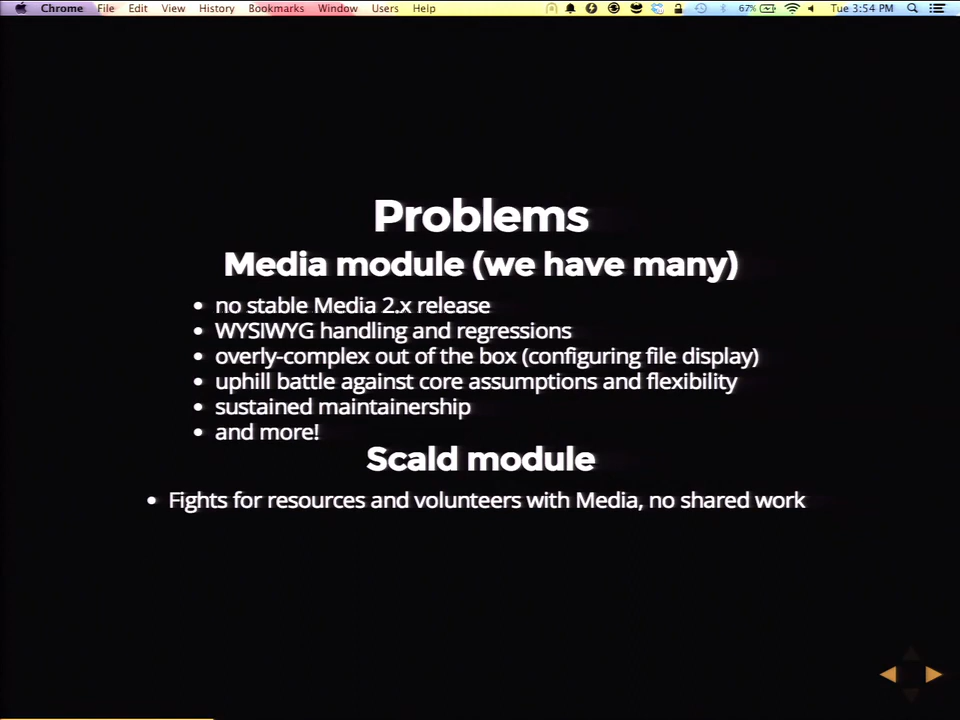 Chrome File Edit View History Bookmarks Window Users Help 67% Tue 3:54 PM
Problems
Media module (we have many)
• no stable Media 2.x release
• WYSIWYG handling and regressions
• overly-complex out of the box (configuring file display)
• uphill battle against core assumptions and flexibility
• sustained maintainership
• and more!
Scald module
• Fights for resources and volunteers with Media, no shared work